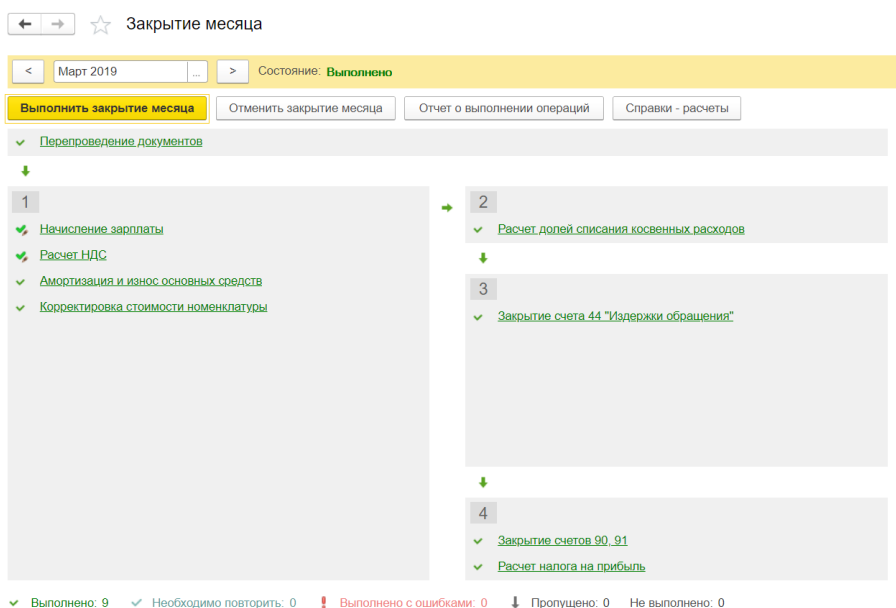 Закрытие месяца
< Март 2019 ... > Состояние: Выполнено
Выполнить закрытие месяца Отменить закрытие месяца Отчет о выполнении операций Справки - расчеты
Перепроведение документов
1
Начисление зарплаты
Расчет НДС
Амортизация и износ основных средств
Корректировка стоимости номенклатуры
2
Расчет долей списания косвенных расходов
3
Закрытие счета 44 "Издержки обращения"
4
Закрытие счетов 90, 91
Расчет налога на прибыль
Выполнено: 9 Необходимо повторить: 0 Выполнено с ошибками: 0 Пропущено: 0 Не выполнено: 0